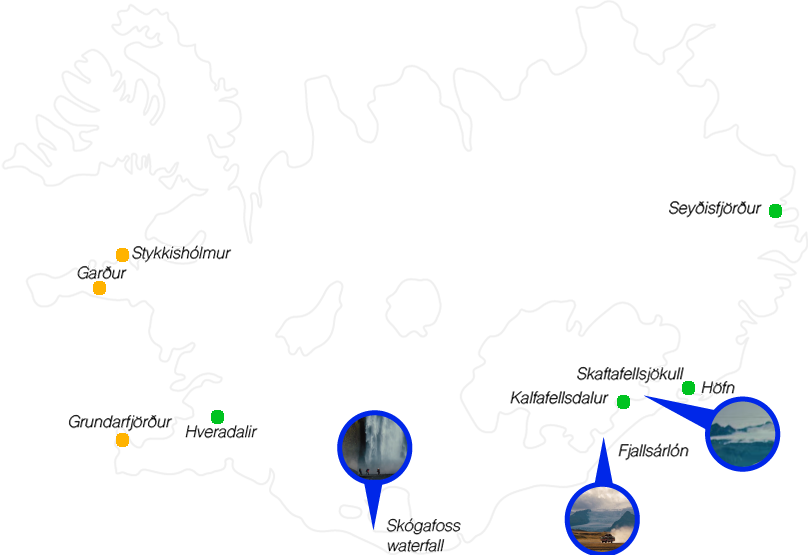 Seyðisfjörður
Stykkishólmur
Garður
Skaftafellsjökull
Höfn
Kalfafellsdalur
Grundarfjörður
Hveradalir
Fjallsárlón
Skógafoss
waterfall